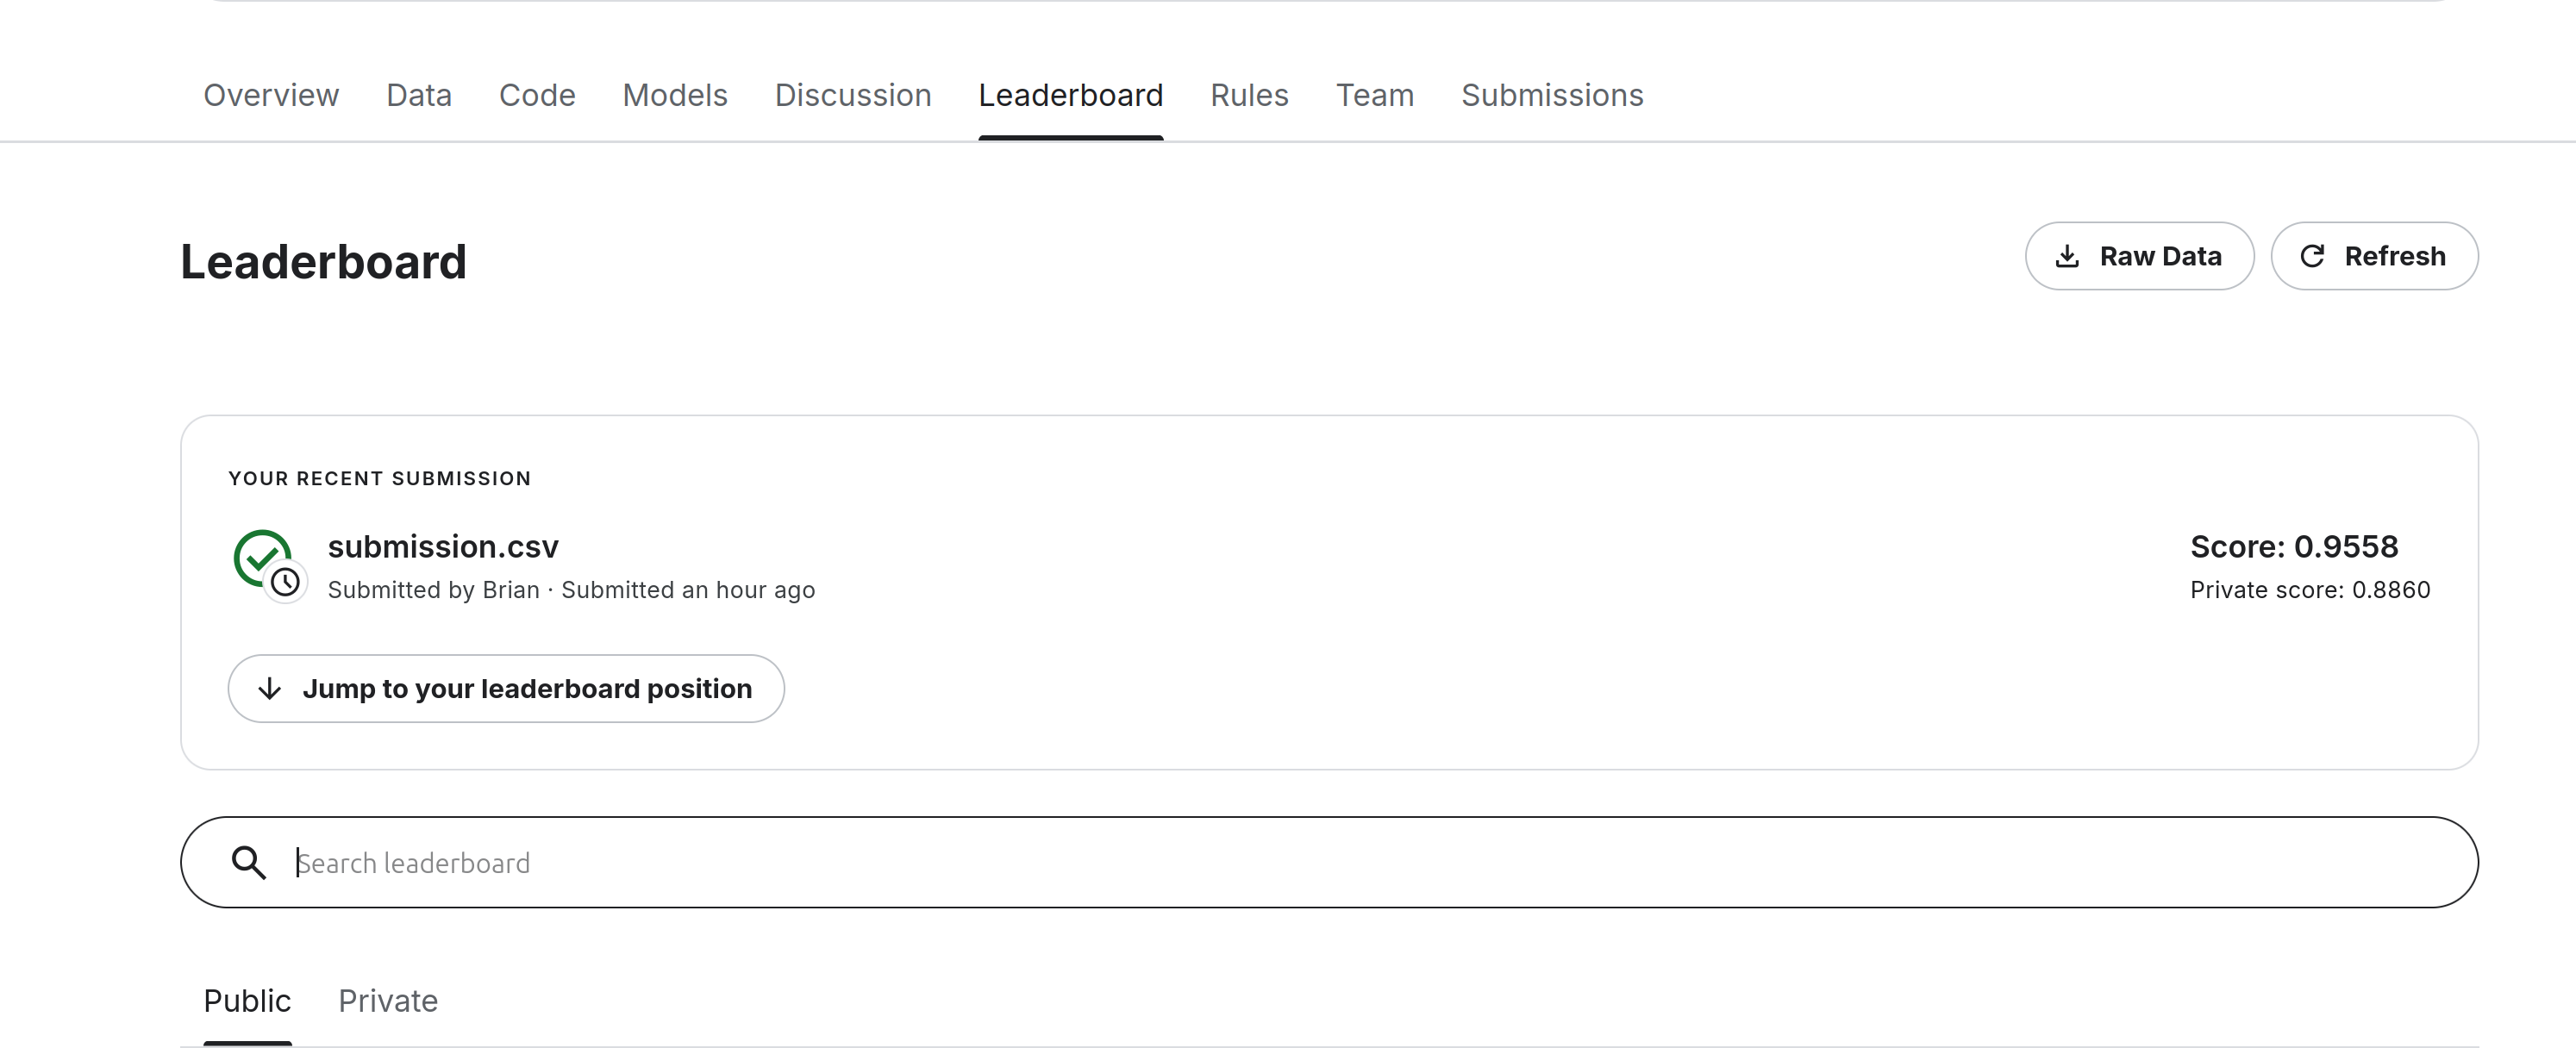 Overview Data Code Models Discussion Leaderboard Rules Team Submissions
Leaderboard
Raw Data Refresh
YOUR RECENT SUBMISSION
submission.csv
Submitted by Brian · Submitted an hour ago
Score: 0.9558
Private score: 0.8860
Jump to your leaderboard position
Search leaderboard
Public Private